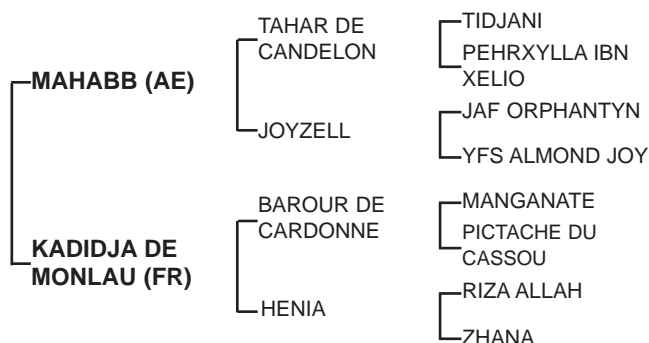 TAHAR DE
CANDELON
TIDJANI
PEHRXYLLA IBN
XELIO
MAHABB (AE)
JOYZELL
JAF ORPHANTYN
YFS ALMOND JOY
BAROUR DE
CARDONNE
MANGANATE
PICTACHE DU
CASSOU
KADIDJA DE
MONLAU (FR)
HENIA
RIZA ALLAH
ZHANA